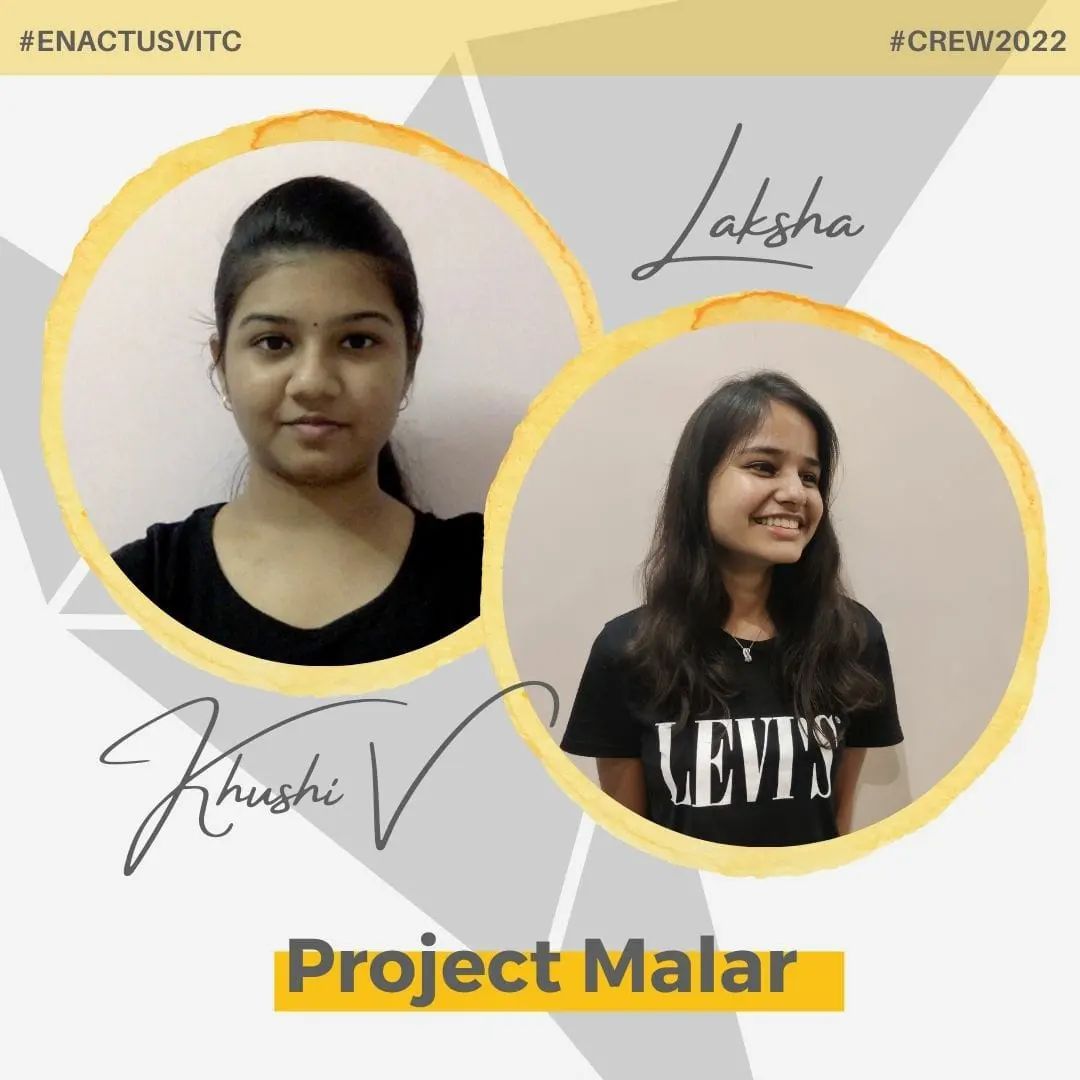 #ENACTUSVITC
#CREW2022
Laksha
LEVI'S
Khushi V
Project Malar